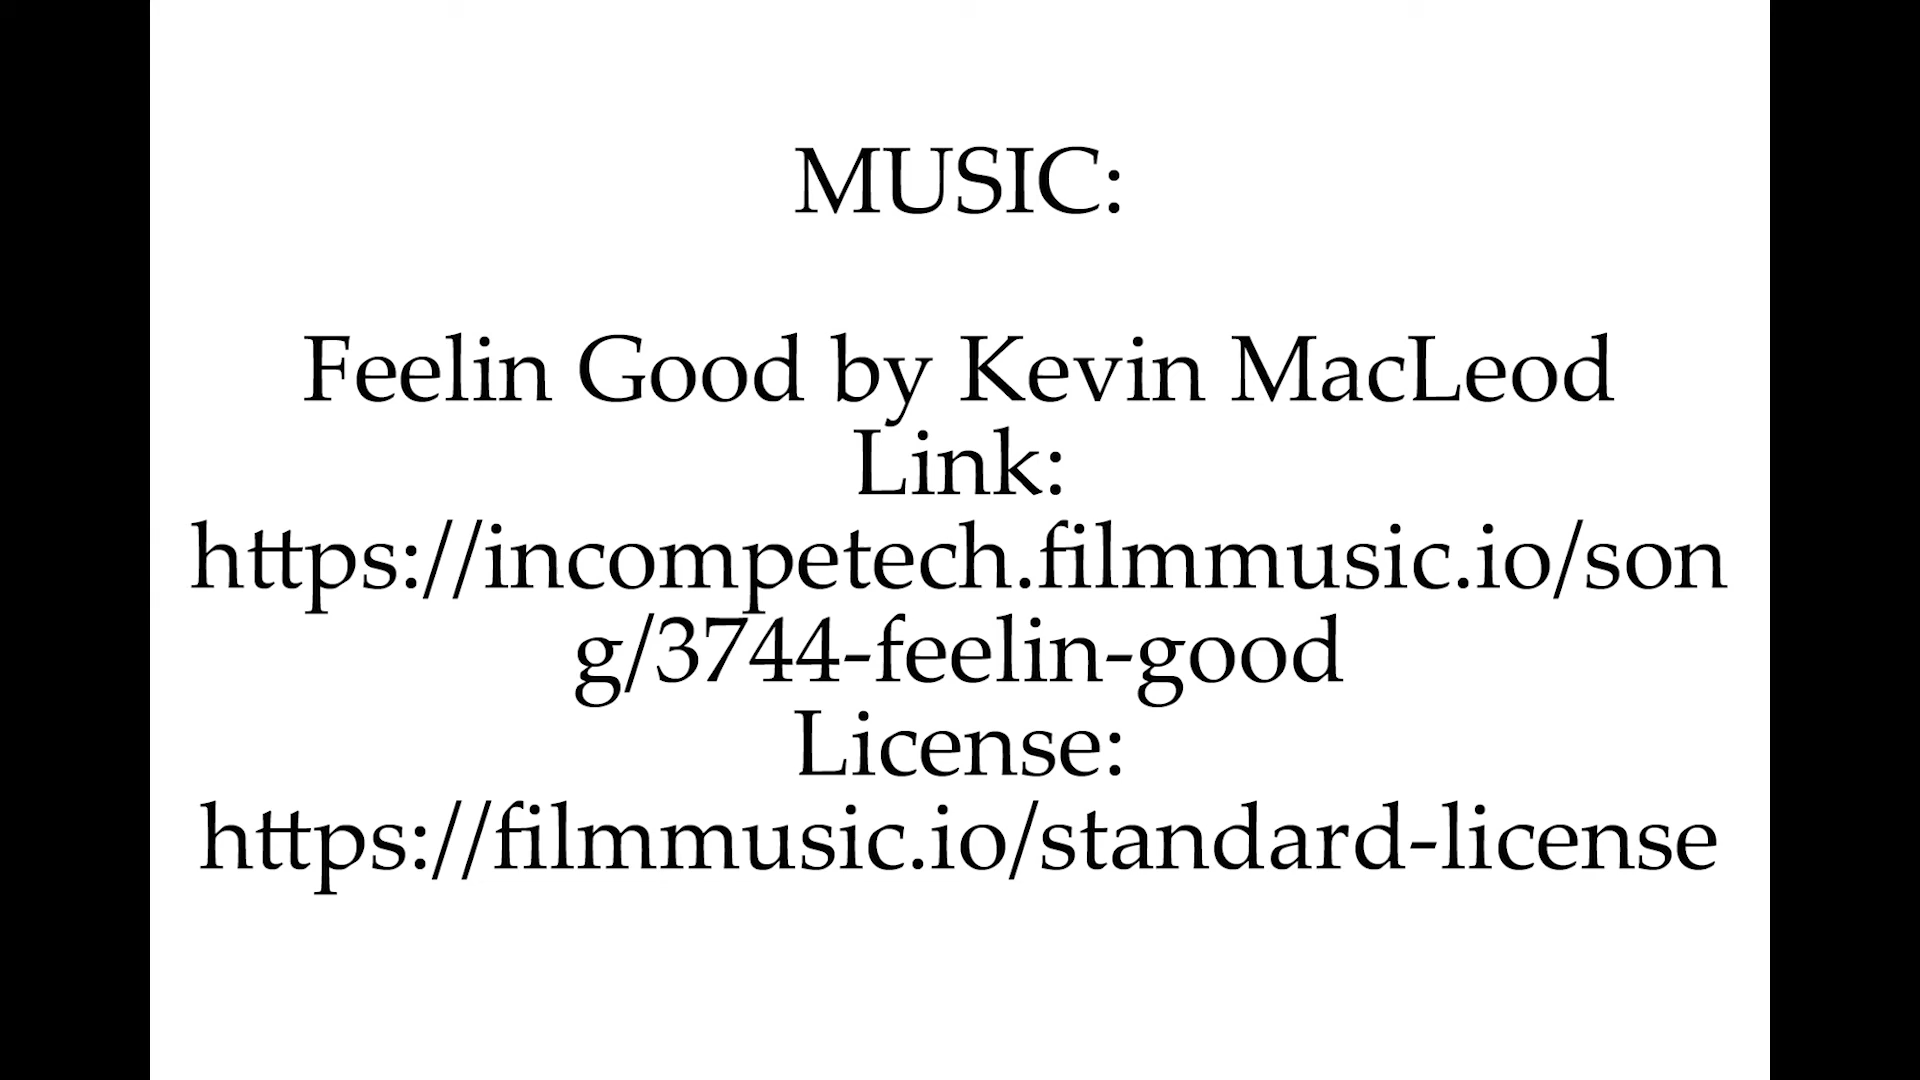 MUSIC:
Feelin Good by Kevin MacLeod
Link:
https://incompetech.filmmusic.io/son
g/3744-feelin-good
License:
https://filmmusic.io/standard-license